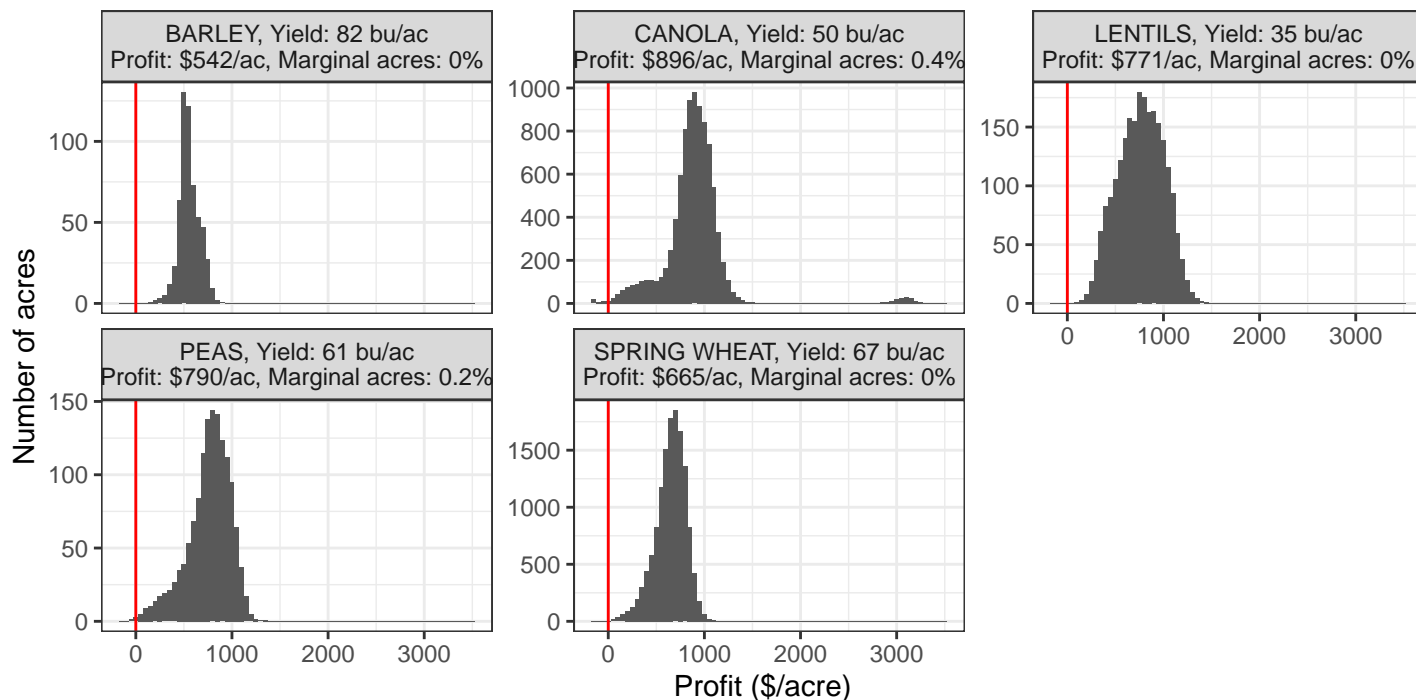 BARLEY, Yield: 82 bu/ac
Profit: $542/ac, Marginal acres: 0%
CANOLA, Yield: 50 bu/ac
Profit: $896/ac, Marginal acres: 0.4%
LENTILS, Yield: 35 bu/ac
Profit: $771/ac, Marginal acres: 0%
100
50
0
1000
800
600
400
200
0
150
100
50
0
0
1000
2000
3000
PEAS, Yield: 61 bu/ac
Profit: $790/ac, Marginal acres: 0.2%
SPRING WHEAT, Yield: 67 bu/ac
Profit: $665/ac, Marginal acres: 0%
150
100
50
0
1500
1000
500
0
0
1000
2000
3000
0
1000
2000
3000
Number of acres
Profit ($/acre)